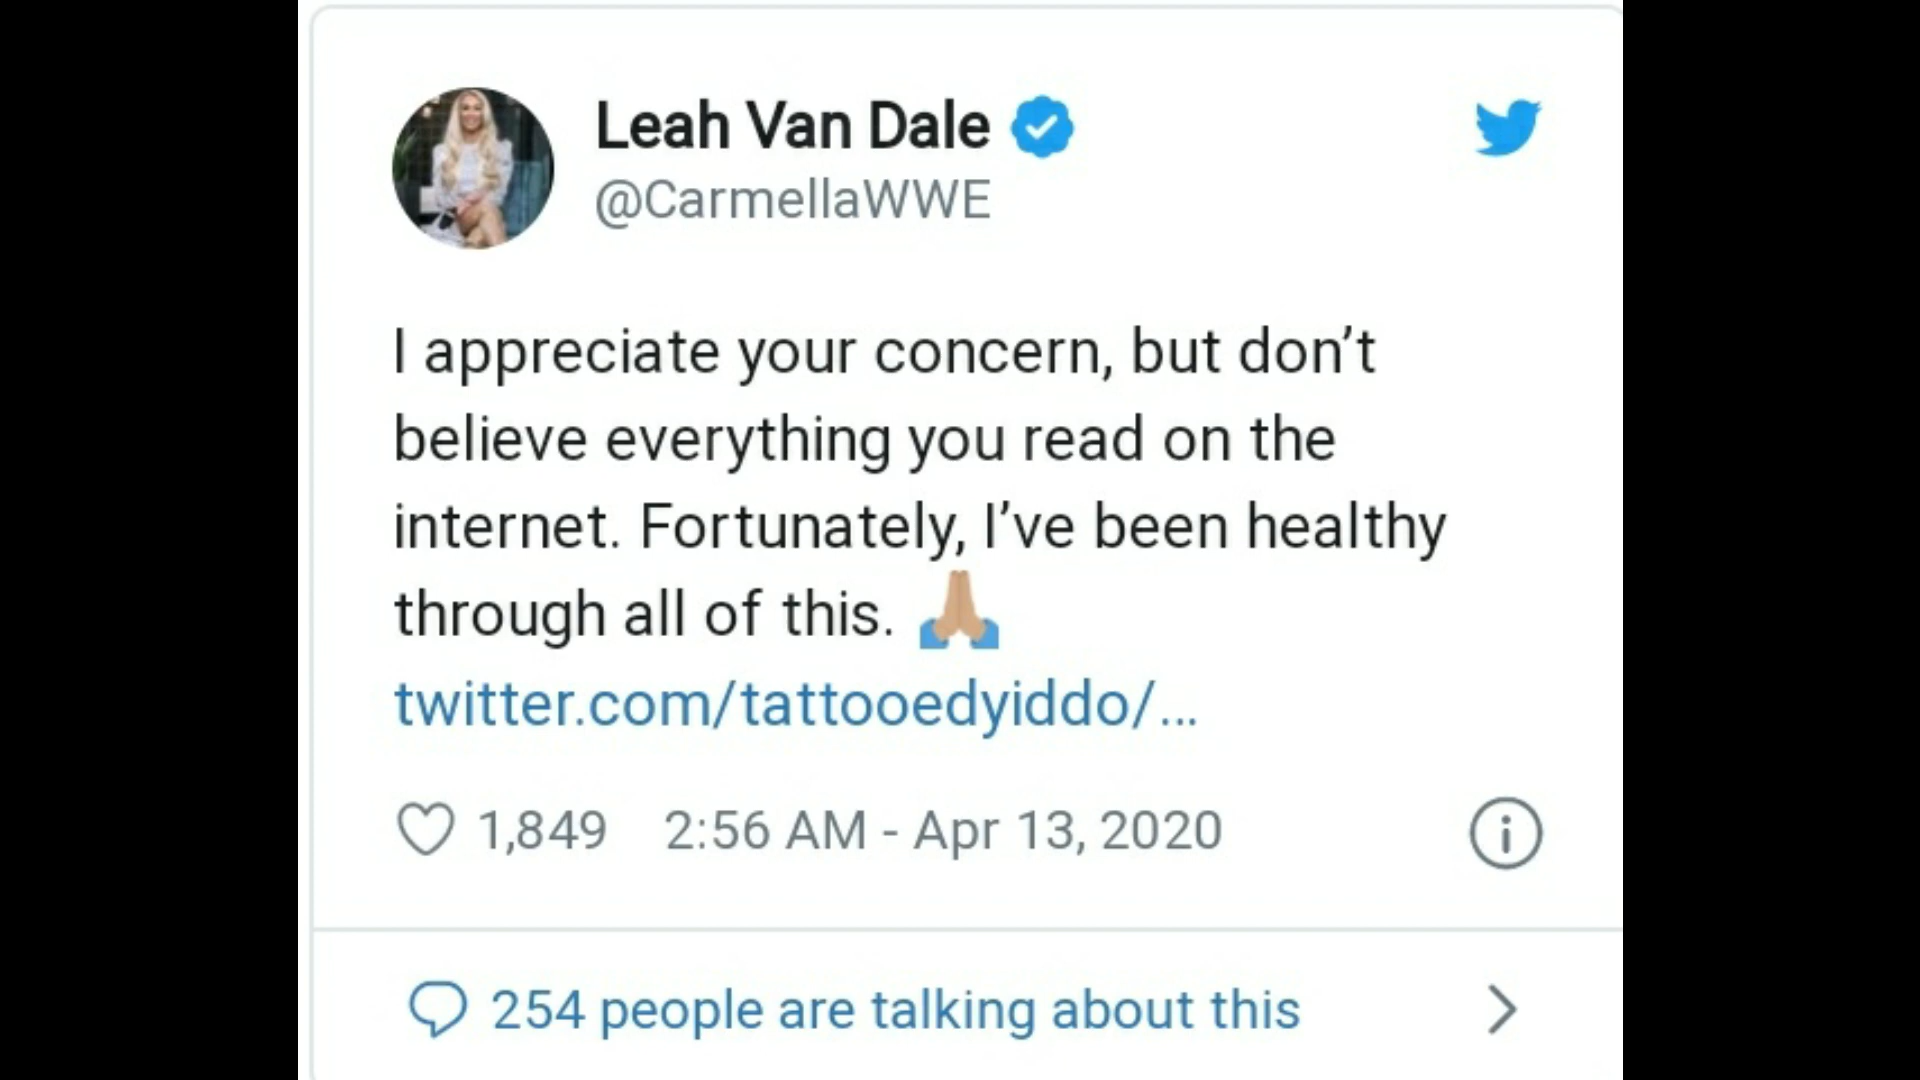 Leah Van Dale
@CarmellaWWE
I appreciate your concern, but don’t
believe everything you read on the
internet. Fortunately, I’ve been healthy
through all of this. 🙏🏼
twitter.com/tattooedyiddo/...
1,849 2:56 AM - Apr 13, 2020
254 people are talking about this